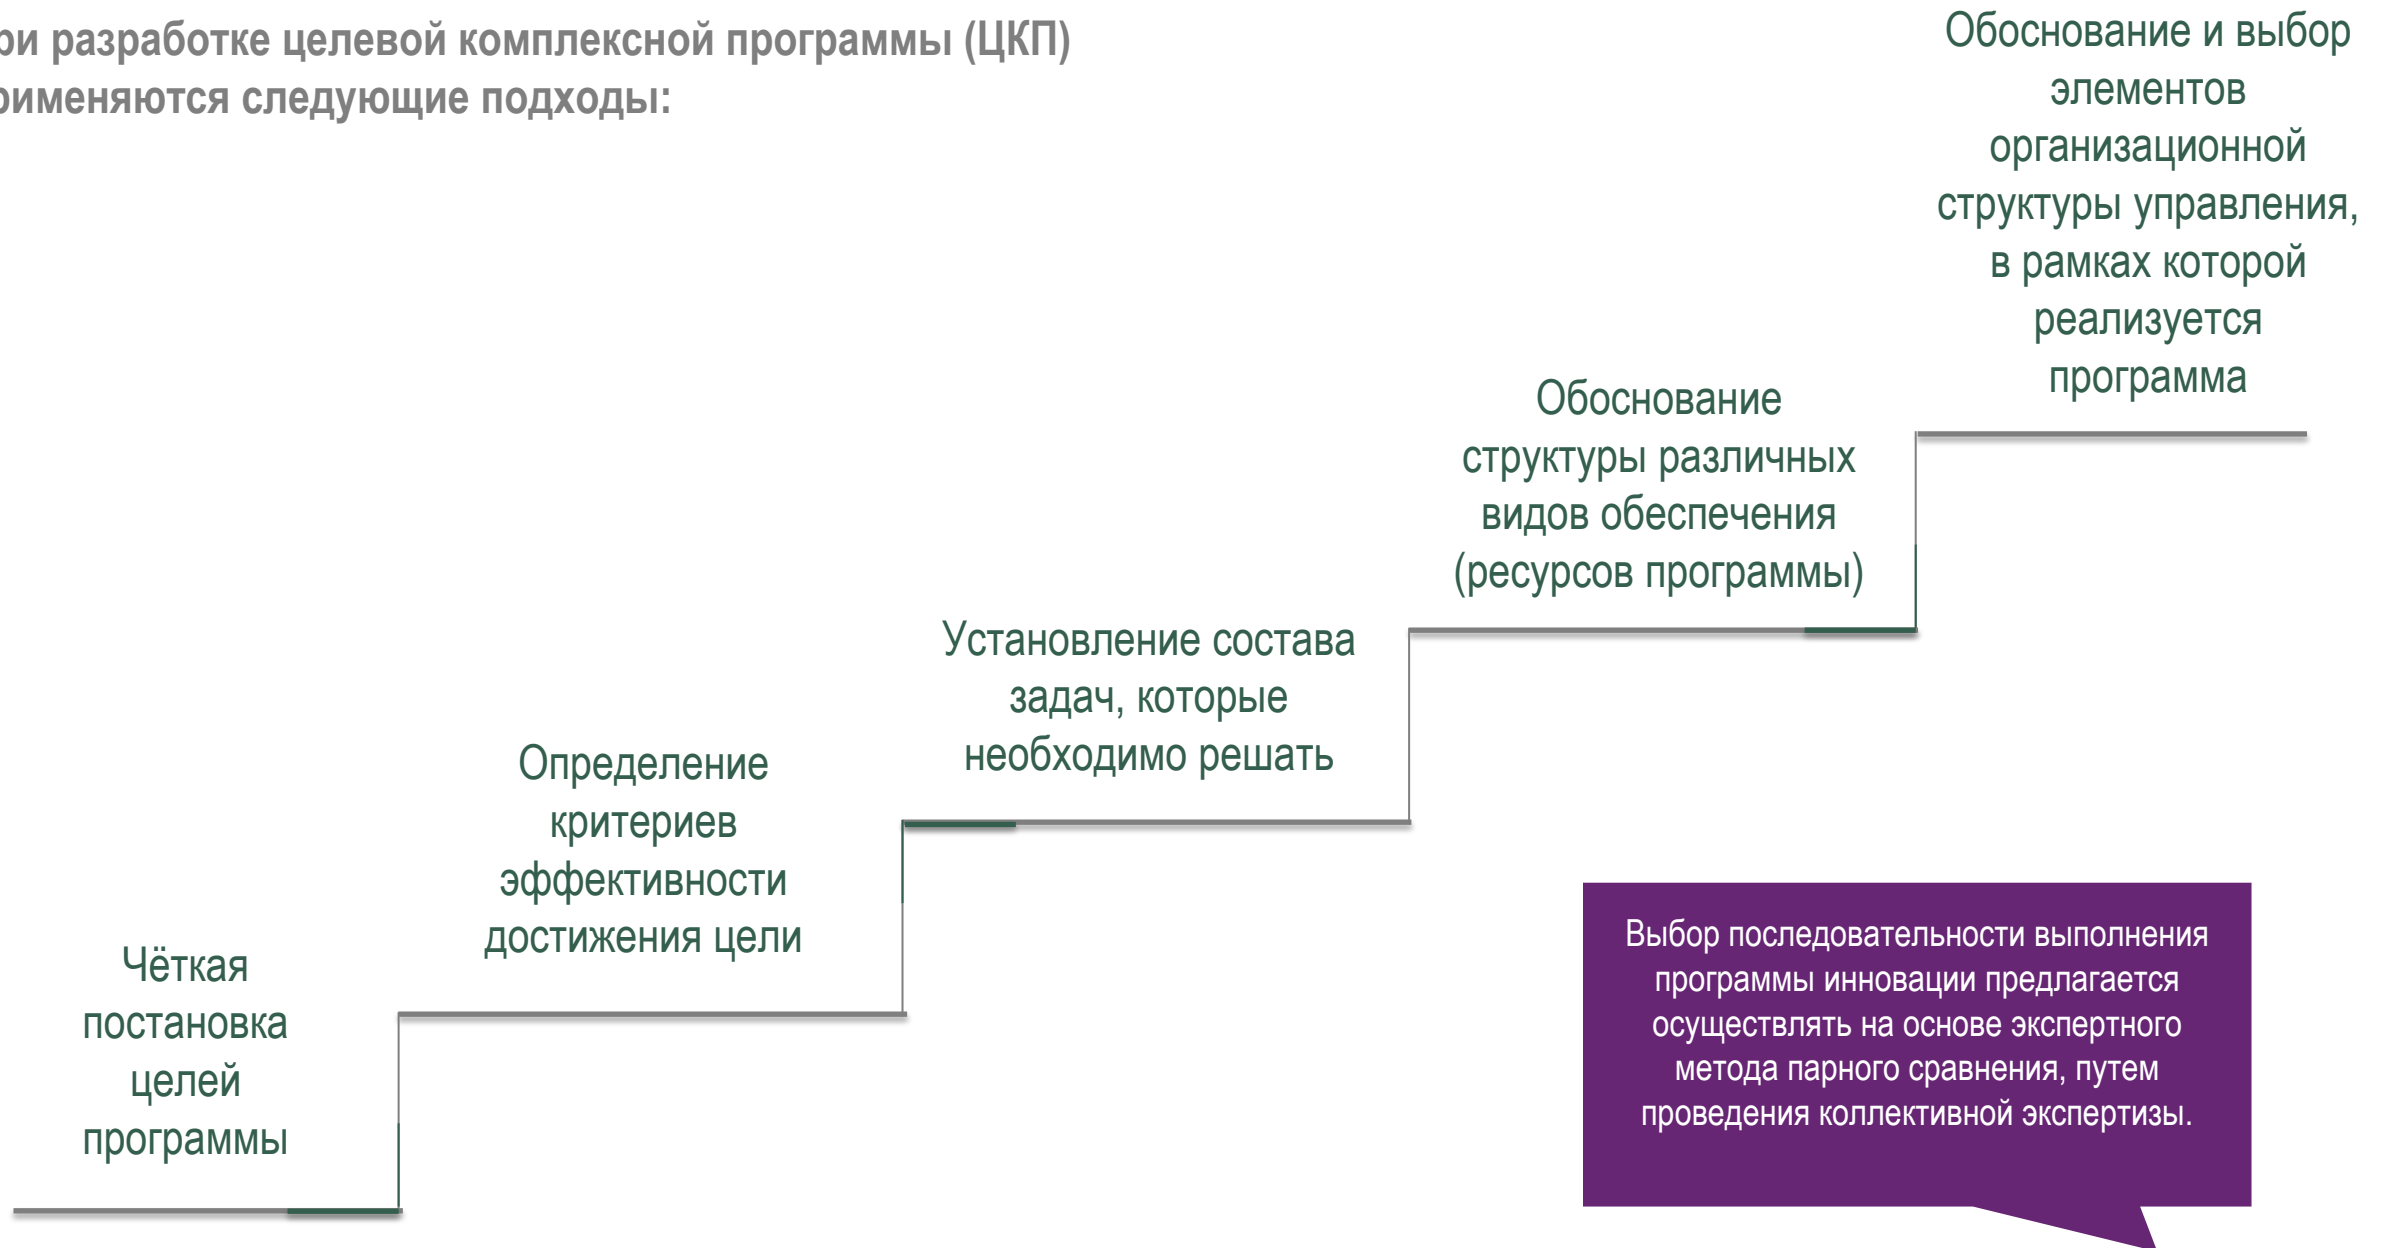 ри разработке целевой комплексной программы (ЦКП)
рименяются следующие подходы:
Чёткая
постановка
целей
программы
Определение
критериев
эффективности
достижения цели
Установление состава
задач, которые
необходимо решать
Обоснование
структуры различных
видов обеспечения
(ресурсов программы)
Обоснование и выбор
элементов
организационной
структуры управления,
в рамках которой
реализуется
программа
Выбор последовательности выполнения
программы инновации предлагается
осуществлять на основе экспертного
метода парного сравнения, путем
проведения коллективной экспертизы.